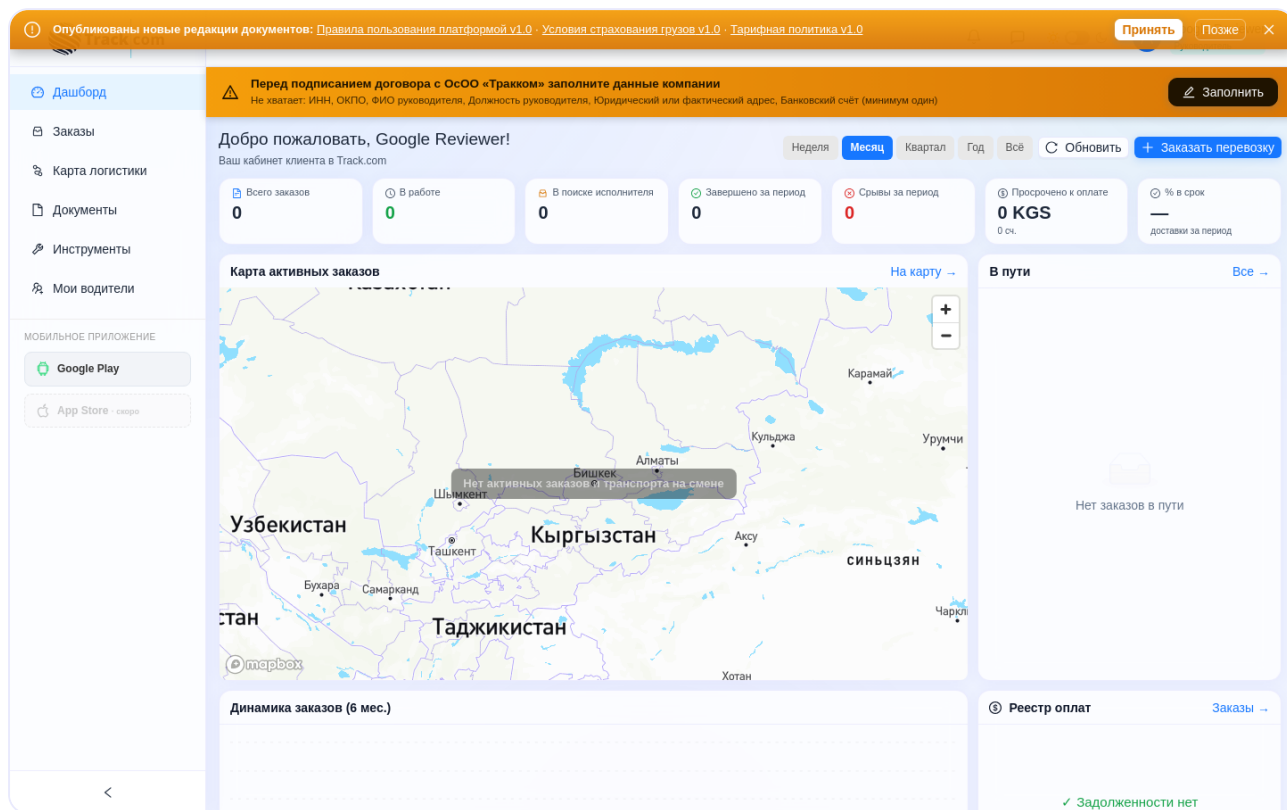 Опубликованы новые редакции документов: Правила пользования платформой v1.0 · Условия страхования грузов v1.0 · Тарифная политика v1.0
Принять
Позже
Track.com
Перед подписанием договора с ОсОО «Тракком» заполните данные компании
Не хватает: ИНН, ОКПО, ФИО руководителя, Должность руководителя, Юридический или фактический адрес, Банковский счёт (минимум один)
Заполнить
Дашборд
Заказы
Карта логистики
Документы
Инструменты
Мои водители
МОБИЛЬНОЕ ПРИЛОЖЕНИЕ
Google Play
App Store · скоро
Добро пожаловать, Google Reviewer!
Ваш кабинет клиента в Track.com
Неделя
Месяц
Квартал
Год
Всё
Обновить
Заказать перевозку
Всего заказов
0
В работе
0
В поиске исполнителя
0
Завершено за период
0
Срывы за период
0
Просрочено к оплате
0 KGS
0 сч.
% в срок
—
доставки за период
Карта активных заказов
На карту →
Казахстан
Карамай
Кульджа
Урумчи
Алматы
Бишкек
Нет активных заказов и транспорта на смене
Шымкент
Узбекистан
Кыргызстан
Ташкент
Аксу
СИНЬЦЗЯН
Бухара
Самарканд
стан
Таджикистан
Чаркл
Хотан
mapbox
В пути
Все →
Нет заказов в пути
Динамика заказов (6 мес.)
Реестр оплат
Заказы →
✓ Задолженности нет